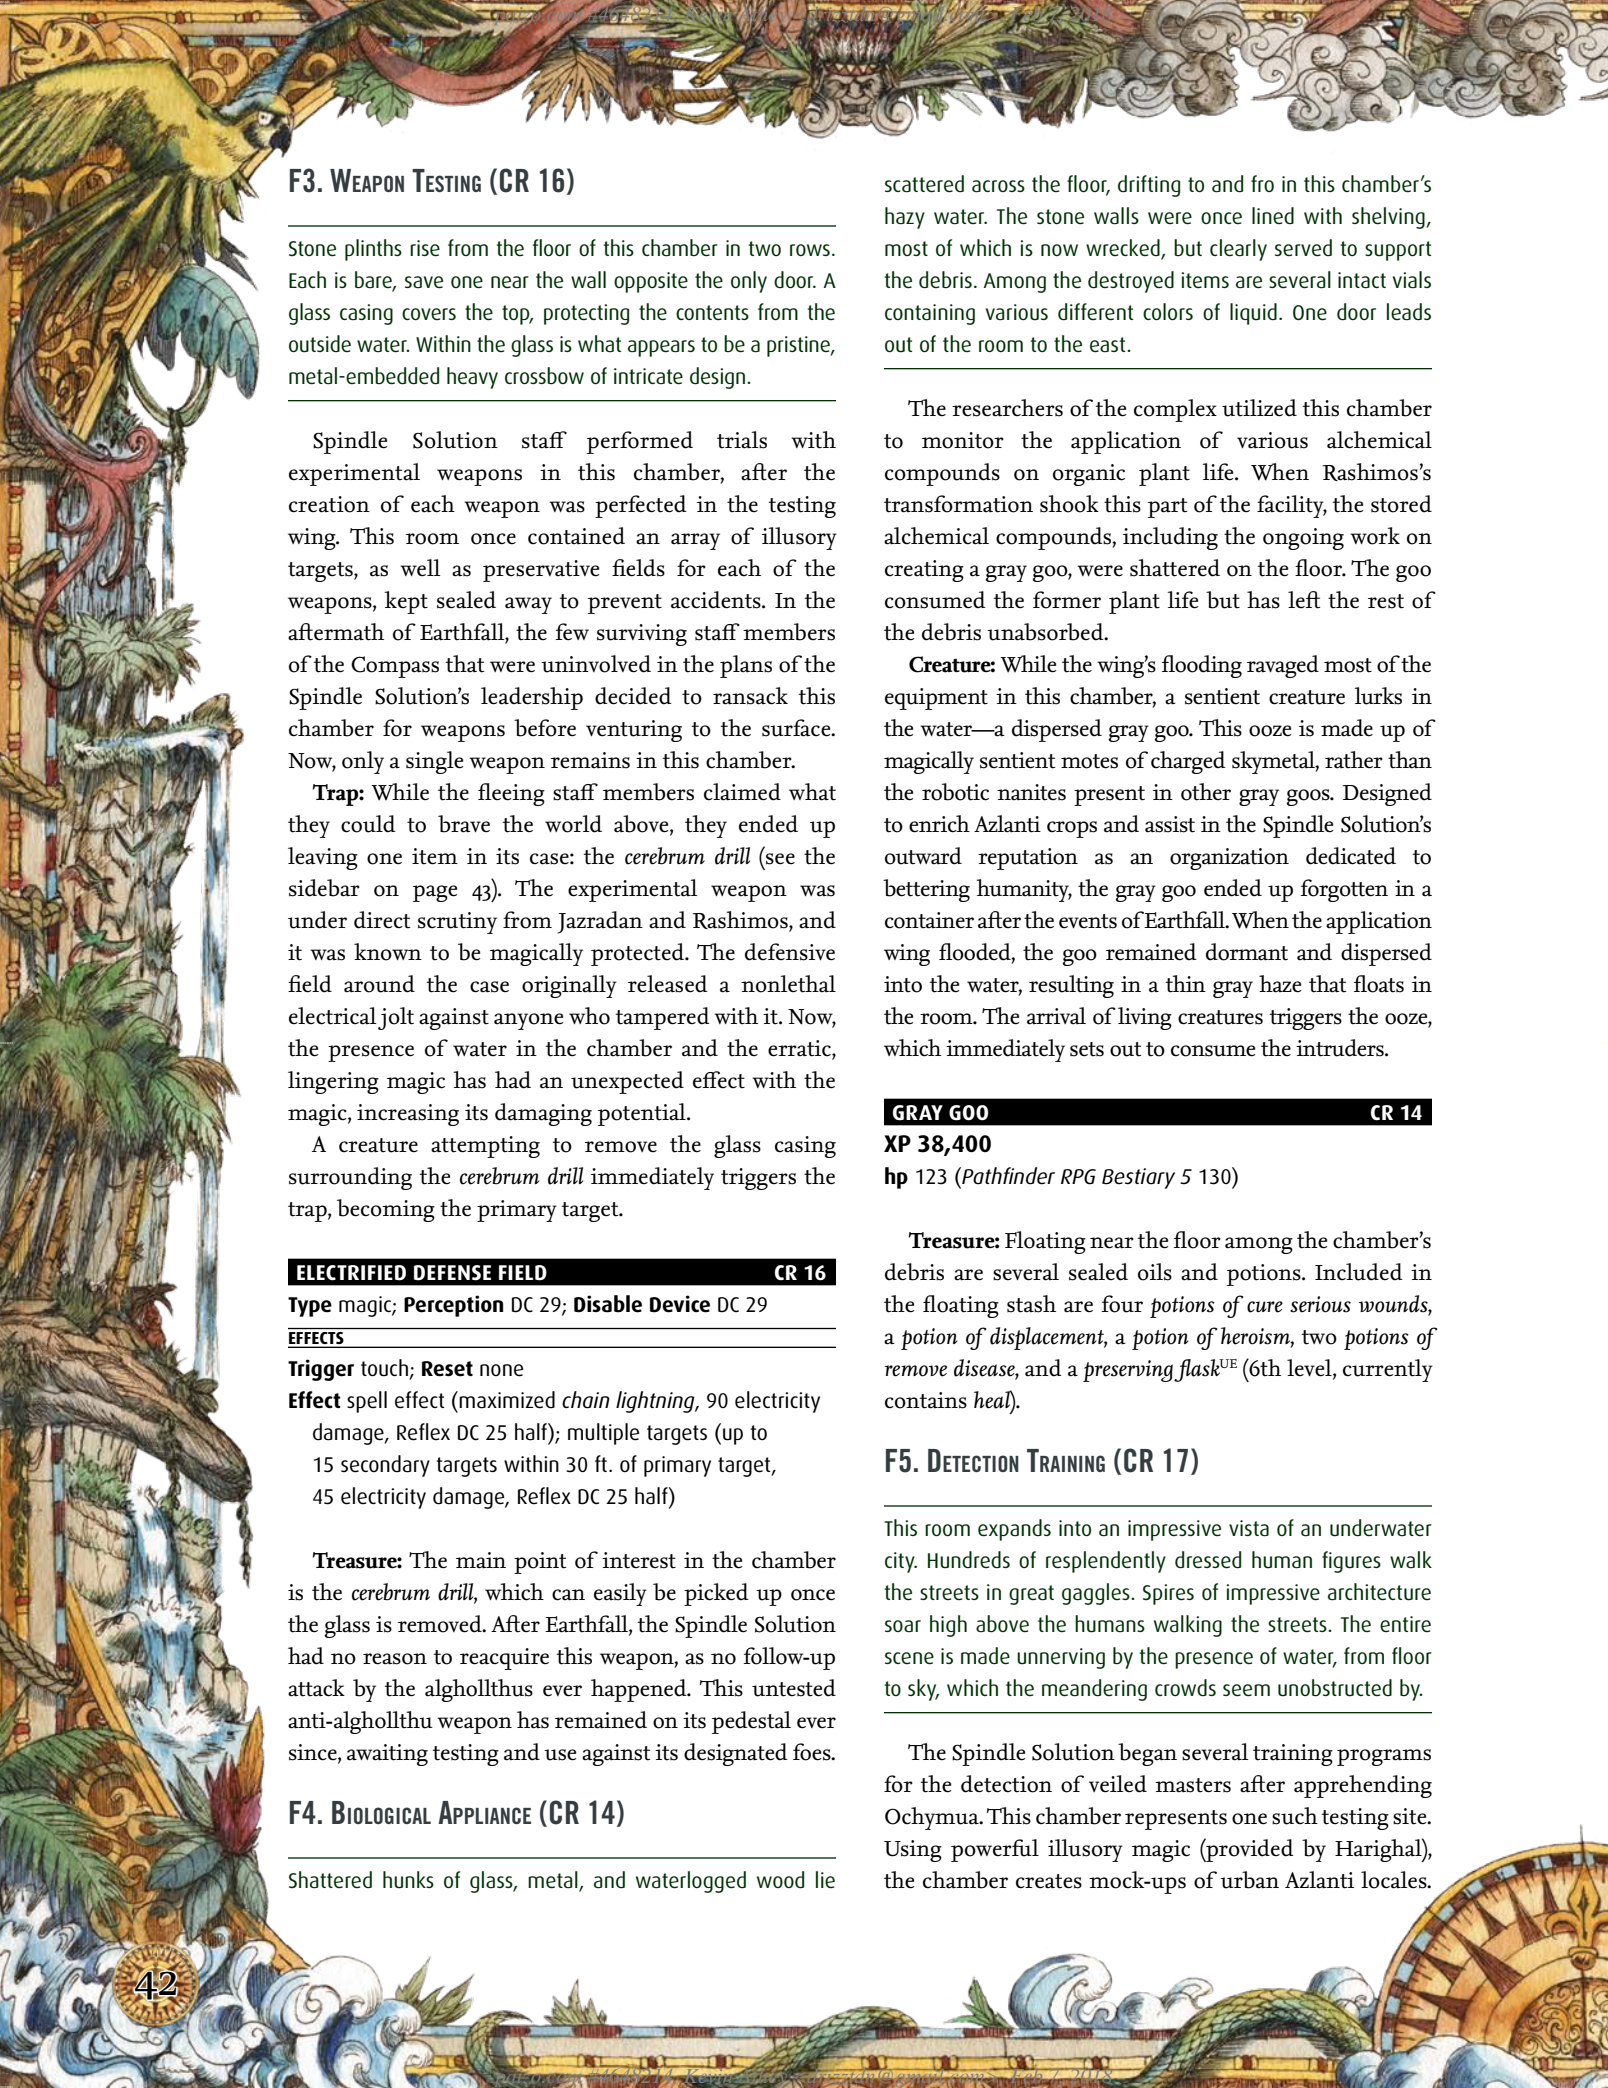 F3. Weapon Testing (CR 16)
Stone plinths rise from the floor of this chamber in two rows.
Each is bare, save one near the wall opposite the only door. A
glass casing covers the top, protecting the contents from the
outside water. Within the glass is what appears to be a pristine,
metal-embedded heavy crossbow of intricate design.
Spindle Solution staff performed trials with
experimental weapons in this chamber, after the
creation of each weapon was perfected in the testing
wing. This room once contained an array of illusory
targets, as well as preservative fields for each of the
weapons, kept sealed away to prevent accidents. In the
aftermath of Earthfall, the few surviving staff members
of the Compass that were uninvolved in the plans of the
Spindle Solution’s leadership decided to ransack this
chamber for weapons before venturing to the surface.
Now, only a single weapon remains in this chamber.
Trap: While the fleeing staff members claimed what
they could to brave the world above, they ended up
leaving one item in its case: the cerebrum drill (see the
sidebar on page 43). The experimental weapon was
under direct scrutiny from Jazradan and Rashimos, and
it was known to be magically protected. The defensive
field around the case originally released a nonlethal
electrical jolt against anyone who tampered with it. Now,
the presence of water in the chamber and the erratic,
lingering magic has had an unexpected effect with the
magic, increasing its damaging potential.
A creature attempting to remove the glass casing
surrounding the cerebrum drill immediately triggers the
trap, becoming the primary target.
ELECTRIFIED DEFENSE FIELD CR 16
Type magic; Perception DC 29; Disable Device DC 29
EFFECTS
Trigger touch; Reset none
Effect spell effect (maximized chain lightning, 90 electricity
damage, Reflex DC 25 half); multiple targets (up to
15 secondary targets within 30 ft. of primary target,
45 electricity damage, Reflex DC 25 half)
Treasure: The main point of interest in the chamber
is the cerebrum drill, which can easily be picked up once
the glass is removed. After Earthfall, the Spindle Solution
had no reason to reacquire this weapon, as no follow-up
attack by the alghollthus ever happened. This untested
anti-alghollthu weapon has remained on its pedestal ever
since, awaiting testing and use against its designated foes.
F4. Biological Appliance (CR 14)
Shattered hunks of glass, metal, and waterlogged wood lie
scattered across the floor, drifting to and fro in this chamber’s
hazy water. The stone walls were once lined with shelving,
most of which is now wrecked, but clearly served to support
the debris. Among the destroyed items are several intact vials
containing various different colors of liquid. One door leads
out of the room to the east.
The researchers of the complex utilized this chamber
to monitor the application of various alchemical
compounds on organic plant life. When Rashimos’s
transformation shook this part of the facility, the stored
alchemical compounds, including the ongoing work on
creating a gray goo, were shattered on the floor. The goo
consumed the former plant life but has left the rest of
the debris unabsorbed.
Creature: While the wing’s flooding ravaged most of the
equipment in this chamber, a sentient creature lurks in
the water—a dispersed gray goo. This ooze is made up of
magically sentient motes of charged skymetal, rather than
the robotic nanites present in other gray goos. Designed
to enrich Azlanti crops and assist in the Spindle Solution’s
outward reputation as an organization dedicated to
bettering humanity, the gray goo ended up forgotten in a
container after the events of Earthfall. When the application
wing flooded, the goo remained dormant and dispersed
into the water, resulting in a thin gray haze that floats in
the room. The arrival of living creatures triggers the ooze,
which immediately sets out to consume the intruders.
GRAY GOO CR 14
XP 38,400
hp 123 (Pathfinder RPG Bestiary 5 130)
Treasure: Floating near the floor among the chamber’s
debris are several sealed oils and potions. Included in
the floating stash are four potions of cure serious wounds,
a potion of displacement, a potion of heroism, two potions of
remove disease, and a preserving flaskUE (6th level, currently
contains heal).
F5. Detection Training (CR 17)
This room expands into an impressive vista of an underwater
city. Hundreds of resplendently dressed human figures walk
the streets in great gaggles. Spires of impressive architecture
soar high above the humans walking the streets. The entire
scene is made unnerving by the presence of water, from floor
to sky, which the meandering crowds seem unobstructed by.
The Spindle Solution began several training programs
for the detection of veiled masters after apprehending
Ochymua. This chamber represents one such testing site.
Using powerful illusory magic (provided by Harighal),
the chamber creates mock-ups of urban Azlanti locales.
42